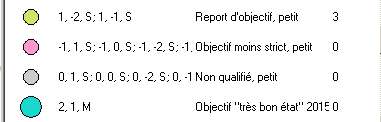 1, -2, S; 1, -1, S Report d'objectif, petit 3
-1, 1, S; -1, 0, S; -1, -2, S; -1, Objectif moins strict, petit 0
0, 1, S; 0, 0, S; 0, -2, S; 0, -1 Non qualifié, petit 0
2, 1, M Objectif "très bon état" 2015 0